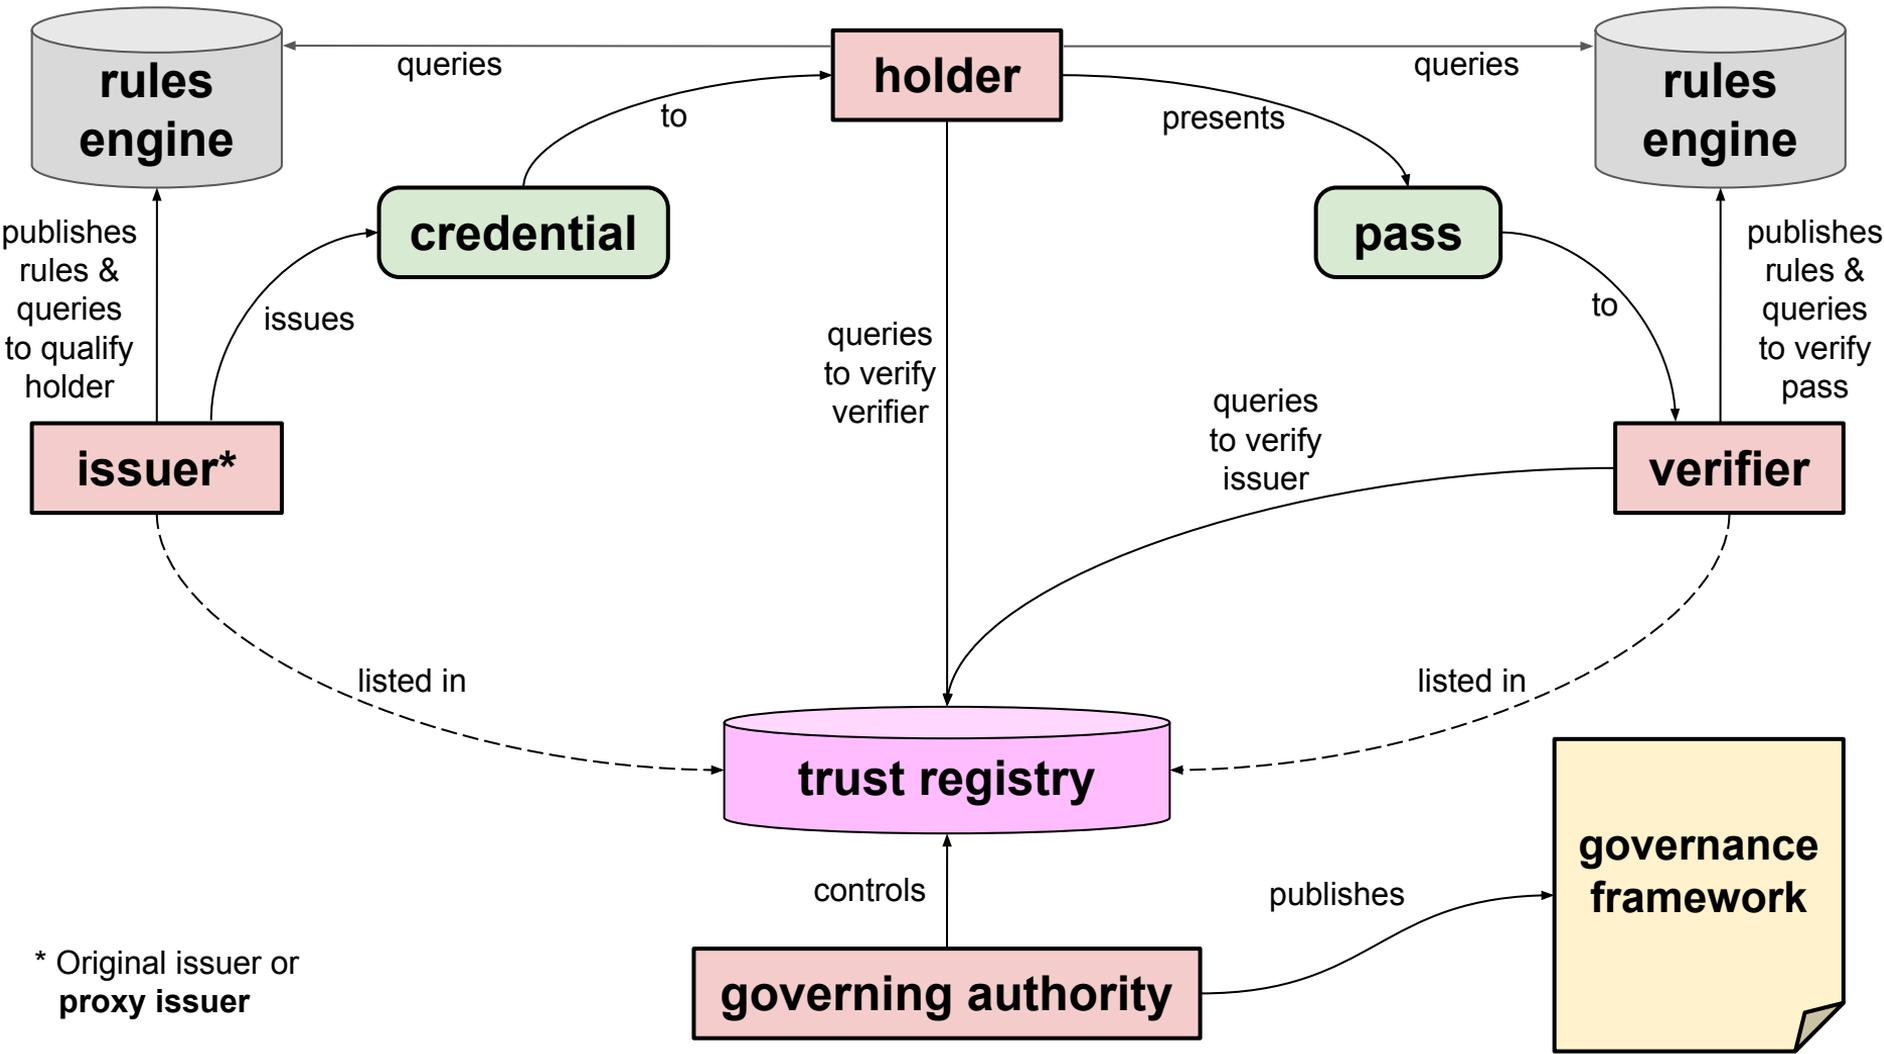 rules
engine
queries
holder
queries
rules
engine
to
presents
credential
pass
publishes
rules &
queries
to qualify
holder
issues
queries
to verify
verifier
to
publishes
rules &
queries
to verify
pass
queries
to verify
issuer
issuer*
verifier
listed in
listed in
trust registry
controls
publishes
governance
framework
governing authority
* Original issuer or
proxy issuer